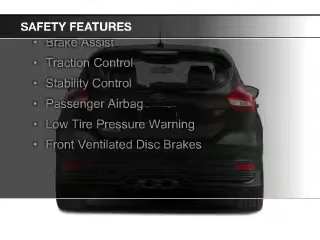 SAFETY FEATURES
• Brake Assist
• Traction Control
• Stability Control
• Passenger Airbag
• Low Tire Pressure Warning
• Front Ventilated Disc Brakes